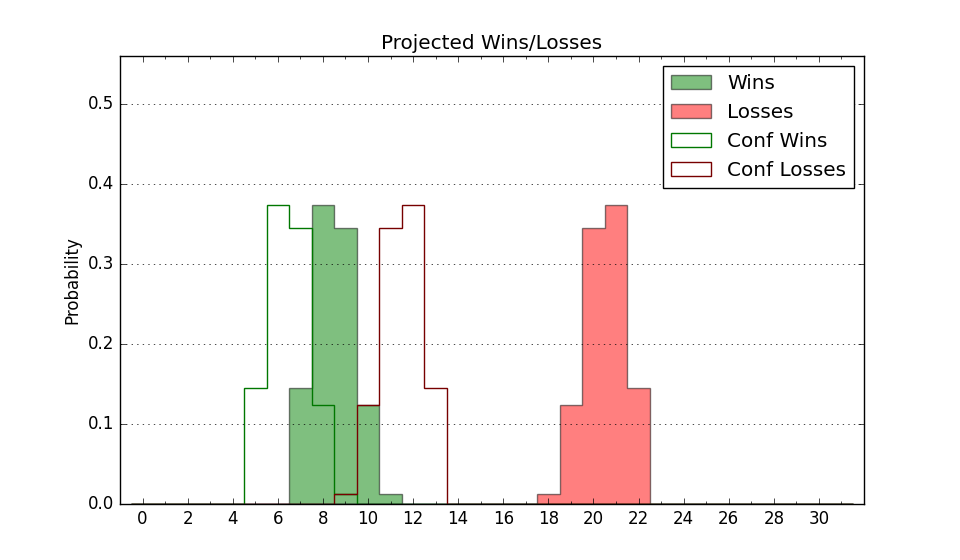 Projected Wins/Losses
Wins
Losses
Conf Wins
Conf Losses
Probability
0.5
0.4
0.3
0.2
0.1
0.0
0 2 4 6 8 10 12 14 16 18 20 22 24 26 28 30